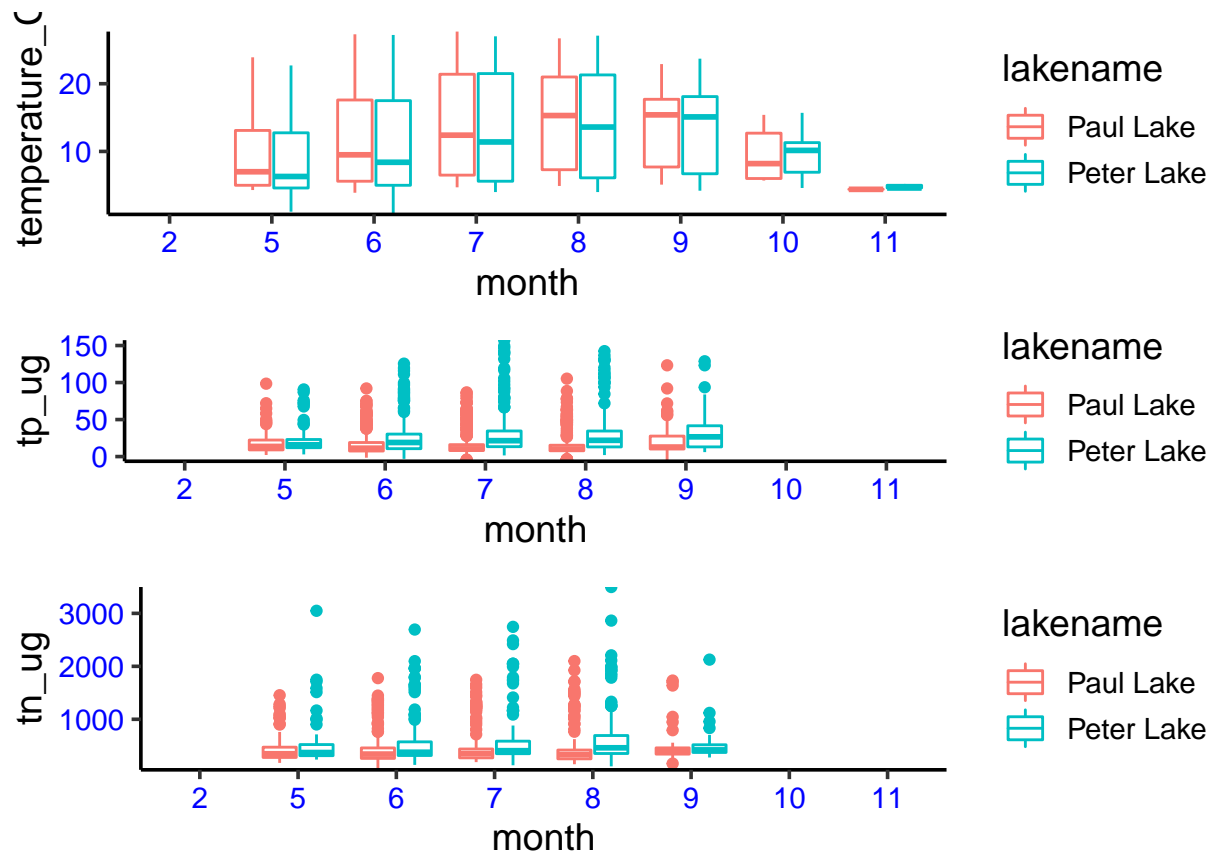 temperature_C
20
10
2 5 6 7 8 9 10 11
month
lakename
Paul Lake
Peter Lake
tp_ug
150
100
50
0
2 5 6 7 8 9 10 11
month
lakename
Paul Lake
Peter Lake
tn_ug
3000
2000
1000
2 5 6 7 8 9 10 11
month
lakename
Paul Lake
Peter Lake